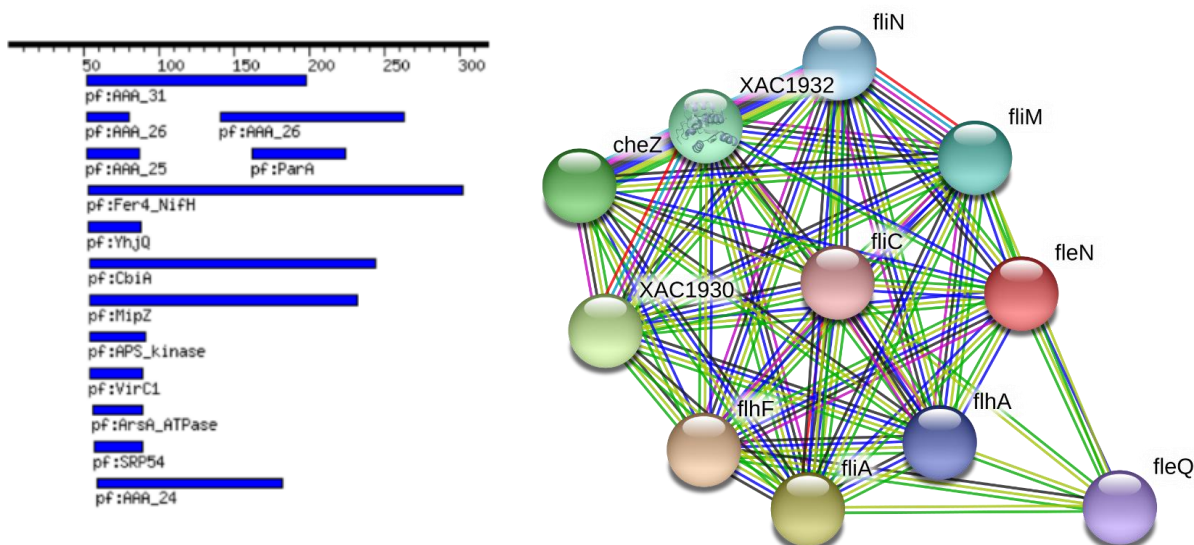 50 100 150 200 250 300
pf:AAA_31
pf:AAA_26 pf:AAA_26
pf:AAA_25 pf:ParA
pf:Fer4_NifH
pf:YhjQ
pf:CbiA
pf:MipZ
pf:APS_kinase
pf:VirC1
pf:ArsA_ATPase
pf:SRP54
pf:AAA_24
fliN
XAC1932
fliM
cheZ
fliC
fleN
XAC1930
flhF
flhA
fliA
fleQ